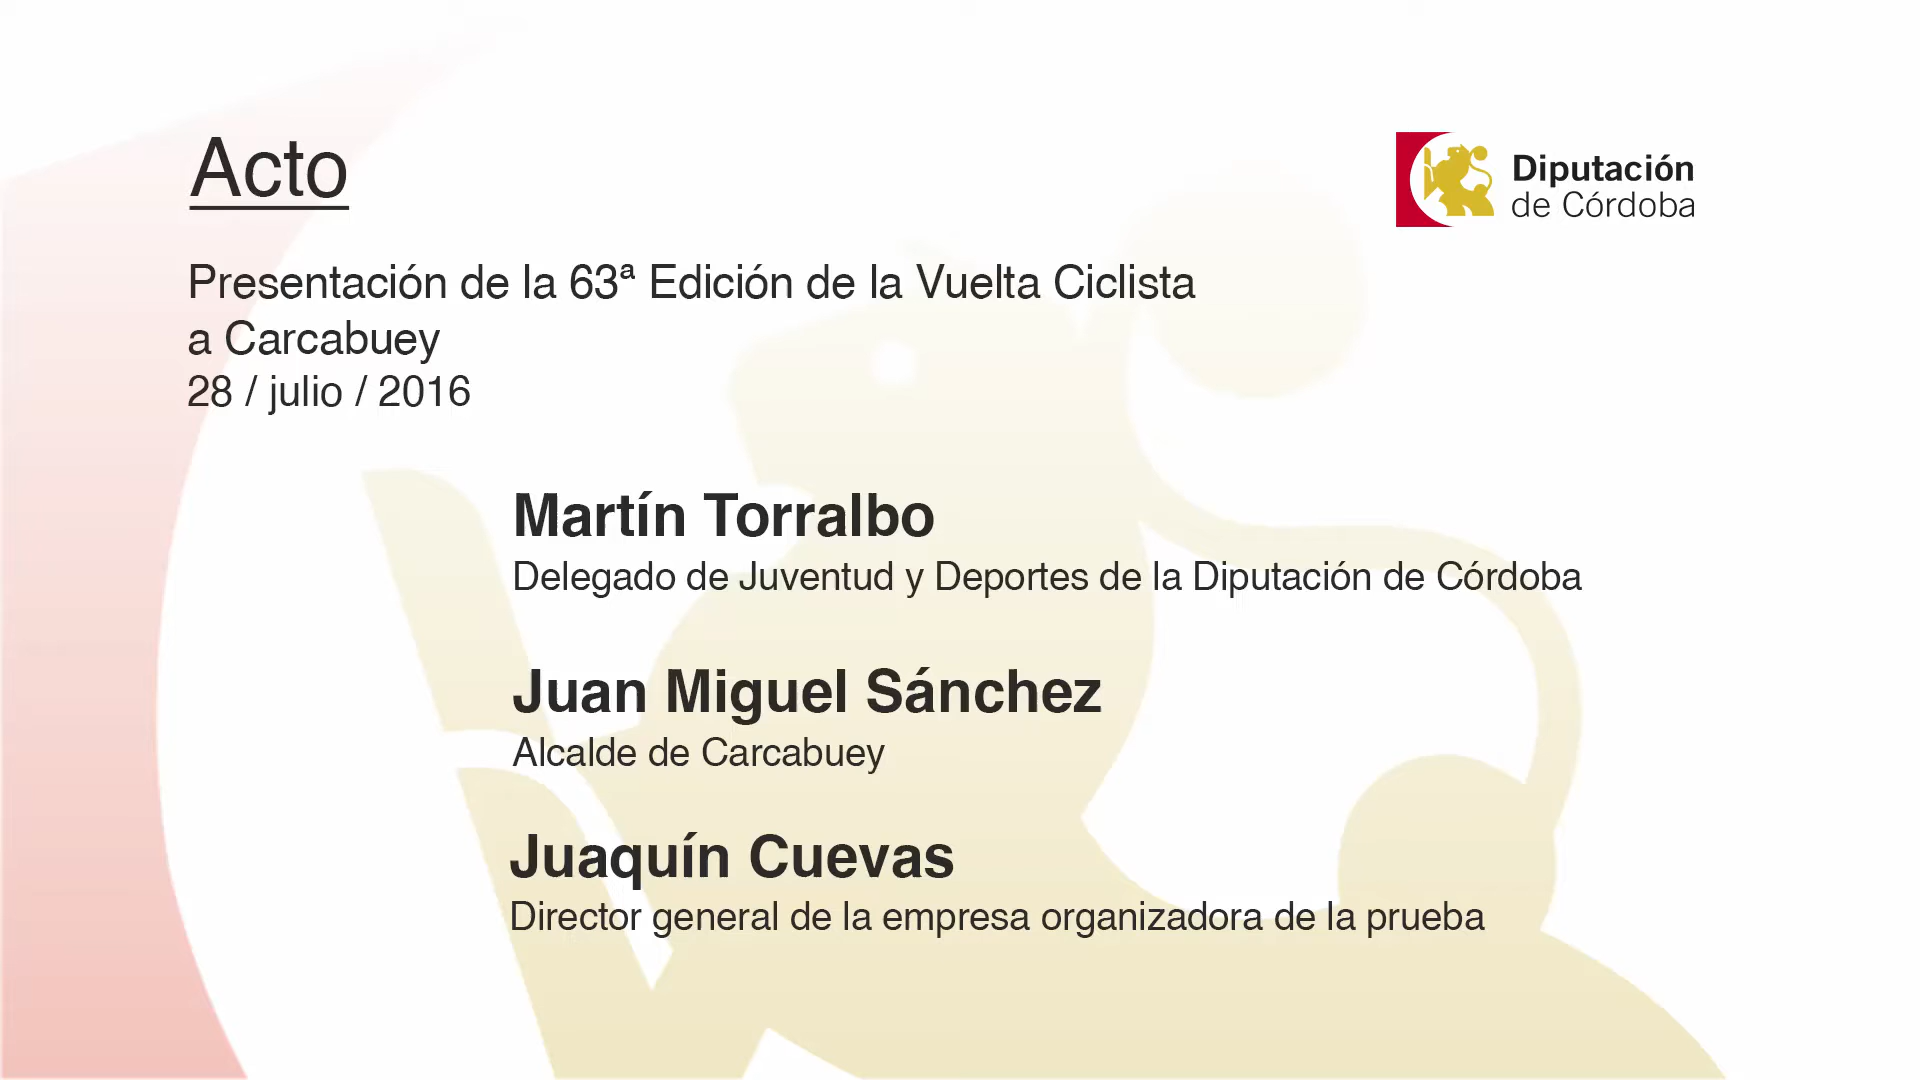 Acto
Diputación
de Córdoba
Presentación de la 63ª Edición de la Vuelta Ciclista
a Carcabuey
28 / julio / 2016
Martín Torralbo
Delegado de Juventud y Deportes de la Diputación de Córdoba
Juan Miguel Sánchez
Alcalde de Carcabuey
Juaquín Cuevas
Director general de la empresa organizadora de la prueba